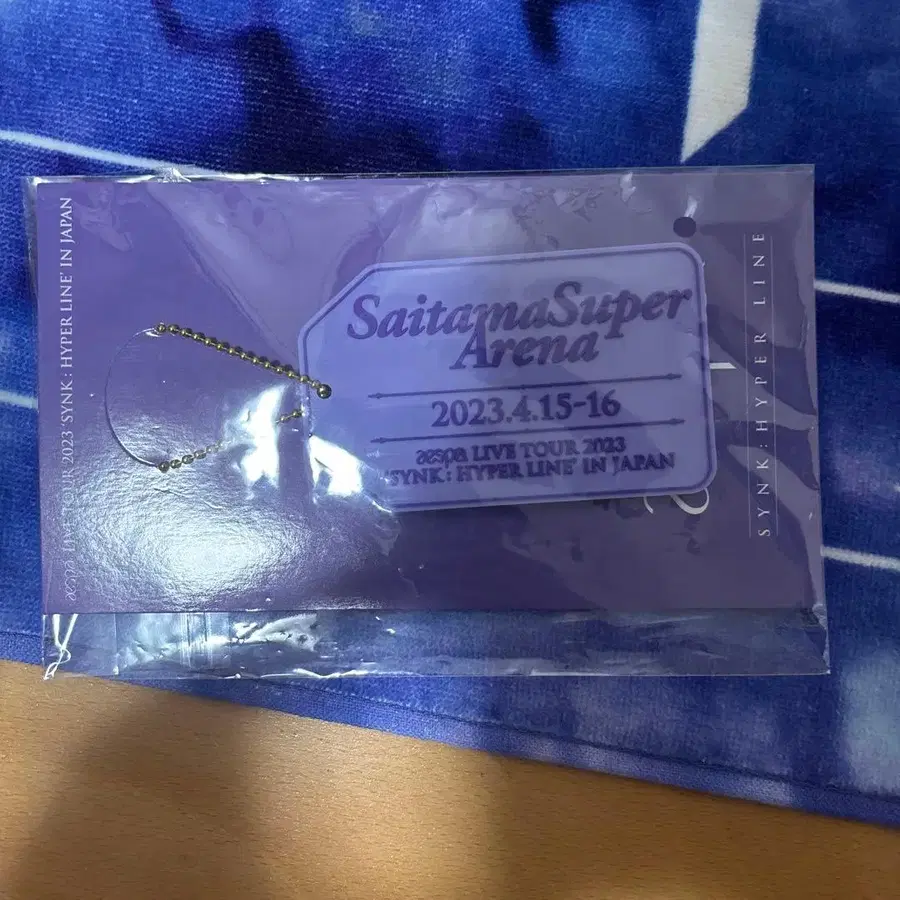 aespa LIVE TOUR 2023 'SYNK : HYPER LINE' IN JAPAN
SaitamaSuper
Arena
2023.4.15-16
aespa LIVE TOUR 2023
'SYNK : HYPER LINE' IN JAPAN
SYNK : HYPER LINE